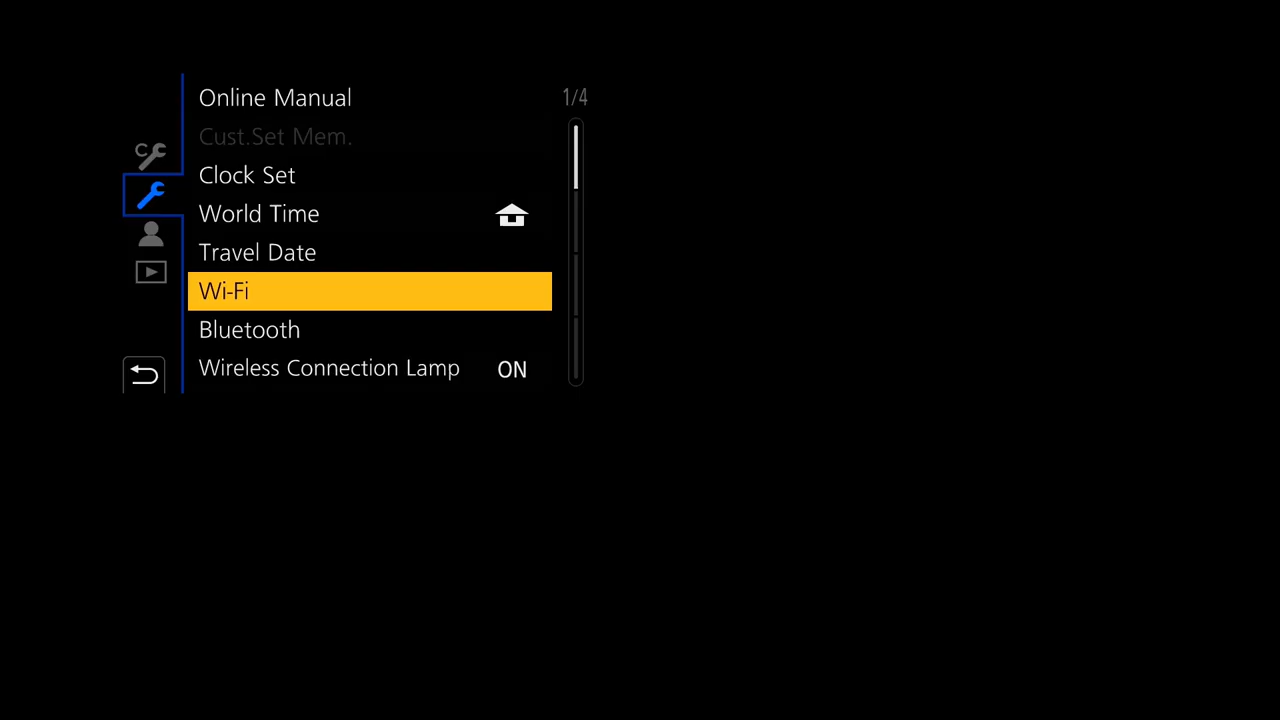 Online Manual 1/4
Cust.Set Mem.
Clock Set
World Time
Travel Date
Wi-Fi
Bluetooth
Wireless Connection Lamp ON
C